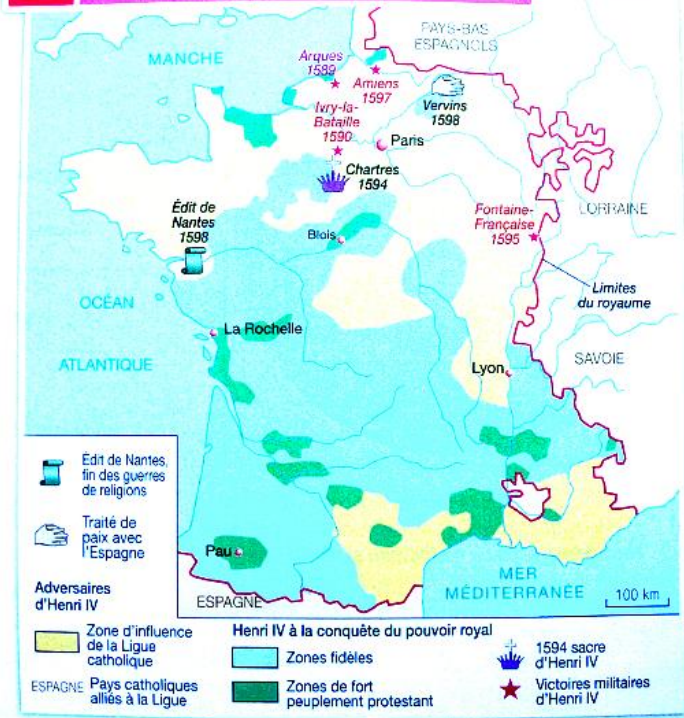 PAYS-BAS
ESPAGNOLS
MANCHE
Arques
1589
Amiens
1597
Vervins
1598
Ivry-la-
Bataille
1590
Paris
Chartres
1594
Édit de
Nantes
1598
Blois
Fontaine-
Française
1595
LORRAINE
Limites
du royaume
OCÉAN
ATLANTIQUE
La Rochelle
Lyon
SAVOIE
Pau
ESPAGNE
MER
MÉDITERRANÉE
100 km
Édit de Nantes,
fin des guerres
de religions
Traité de
paix avec
l'Espagne
Adversaires
d'Henri IV
Zone d'influence
de la Ligue
catholique
ESPAGNE Pays catholiques
alliés à la Ligue
Henri IV à la conquête du pouvoir royal
Zones fidèles
Zones de fort
peuplement protestant
1594 sacre
d'Henri IV
Victoires militaires
d'Henri IV